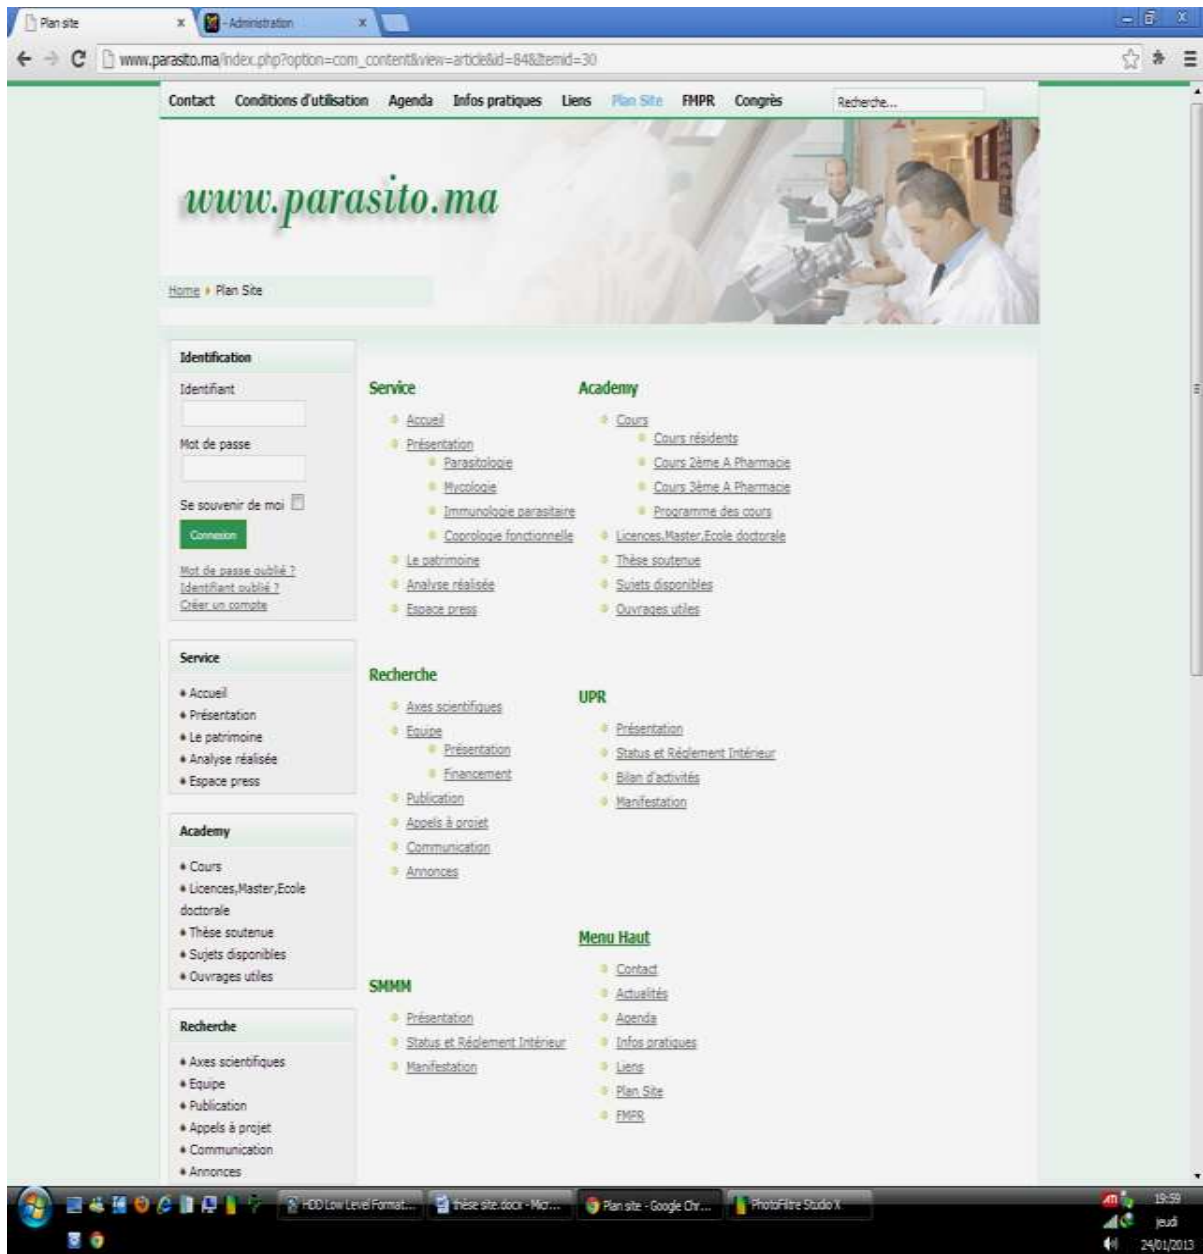 Plan site
- Administration
www.parasito.ma/index.php?option=com_content&view=article&id=84&Itemid=30
Contact Conditions d'utilisation Agenda Infos pratiques Liens Plan Site FMPR Congrès Recherche...
www.parasito.ma
Home Plan Site
Identification
Identifiant
Mot de passe
Se souvenir de moi
Connexion
Mot de passe oublié ?
Identifiant oublié ?
Créer un compte
Service
Accueil
Présentation
Le patrimoine
Analyse réalisée
Espace press
Academy
Cours
Licences,Master,Ecole
doctorale
Thèse soutenue
Sujets disponibles
Ouvrages utiles
Recherche
Axes scientifiques
Equipe
Publication
Appels à projet
Communication
Annonces
Service
Accueil
Présentation
Parasitologie
Mycologie
Immunologie parasitaire
Coprologie fonctionnelle
Le patrimoine
Analyse réalisée
Espace press
Academy
Cours
Cours résidents
Cours 2ème A Pharmacie
Cours 3ème A Pharmacie
Programme des cours
Licences,Master,Ecole doctorale
Thèse soutenue
Sujets disponibles
Ouvrages utiles
Recherche
Axes scientifiques
Equipe
Présentation
Financement
Publication
Appels à projet
Communication
Annonces
UPR
Présentation
Status et Réglement Intérieur
Bilan d'activités
Manifestation
SMMM
Présentation
Status et Réglement Intérieur
Manifestation
Menu Haut
Contact
Actualités
Agenda
Infos pratiques
Liens
Plan Site
FMPR
HDD Low Level Format...
thèse site.docx - Micr...
Plan site - Google Chr...
PhotoFiltre Studio X
19:59
jeudi
24/01/2013